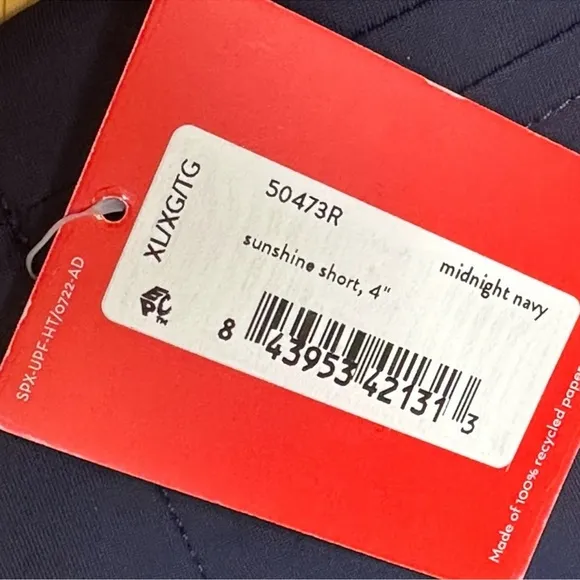 XL/XG/TG
50473R
sunshine short, 4"
midnight navy
EPC™
8 43953 42131 3
SPX-UPF-HT/0722-AD
Made of 100% recycled paper